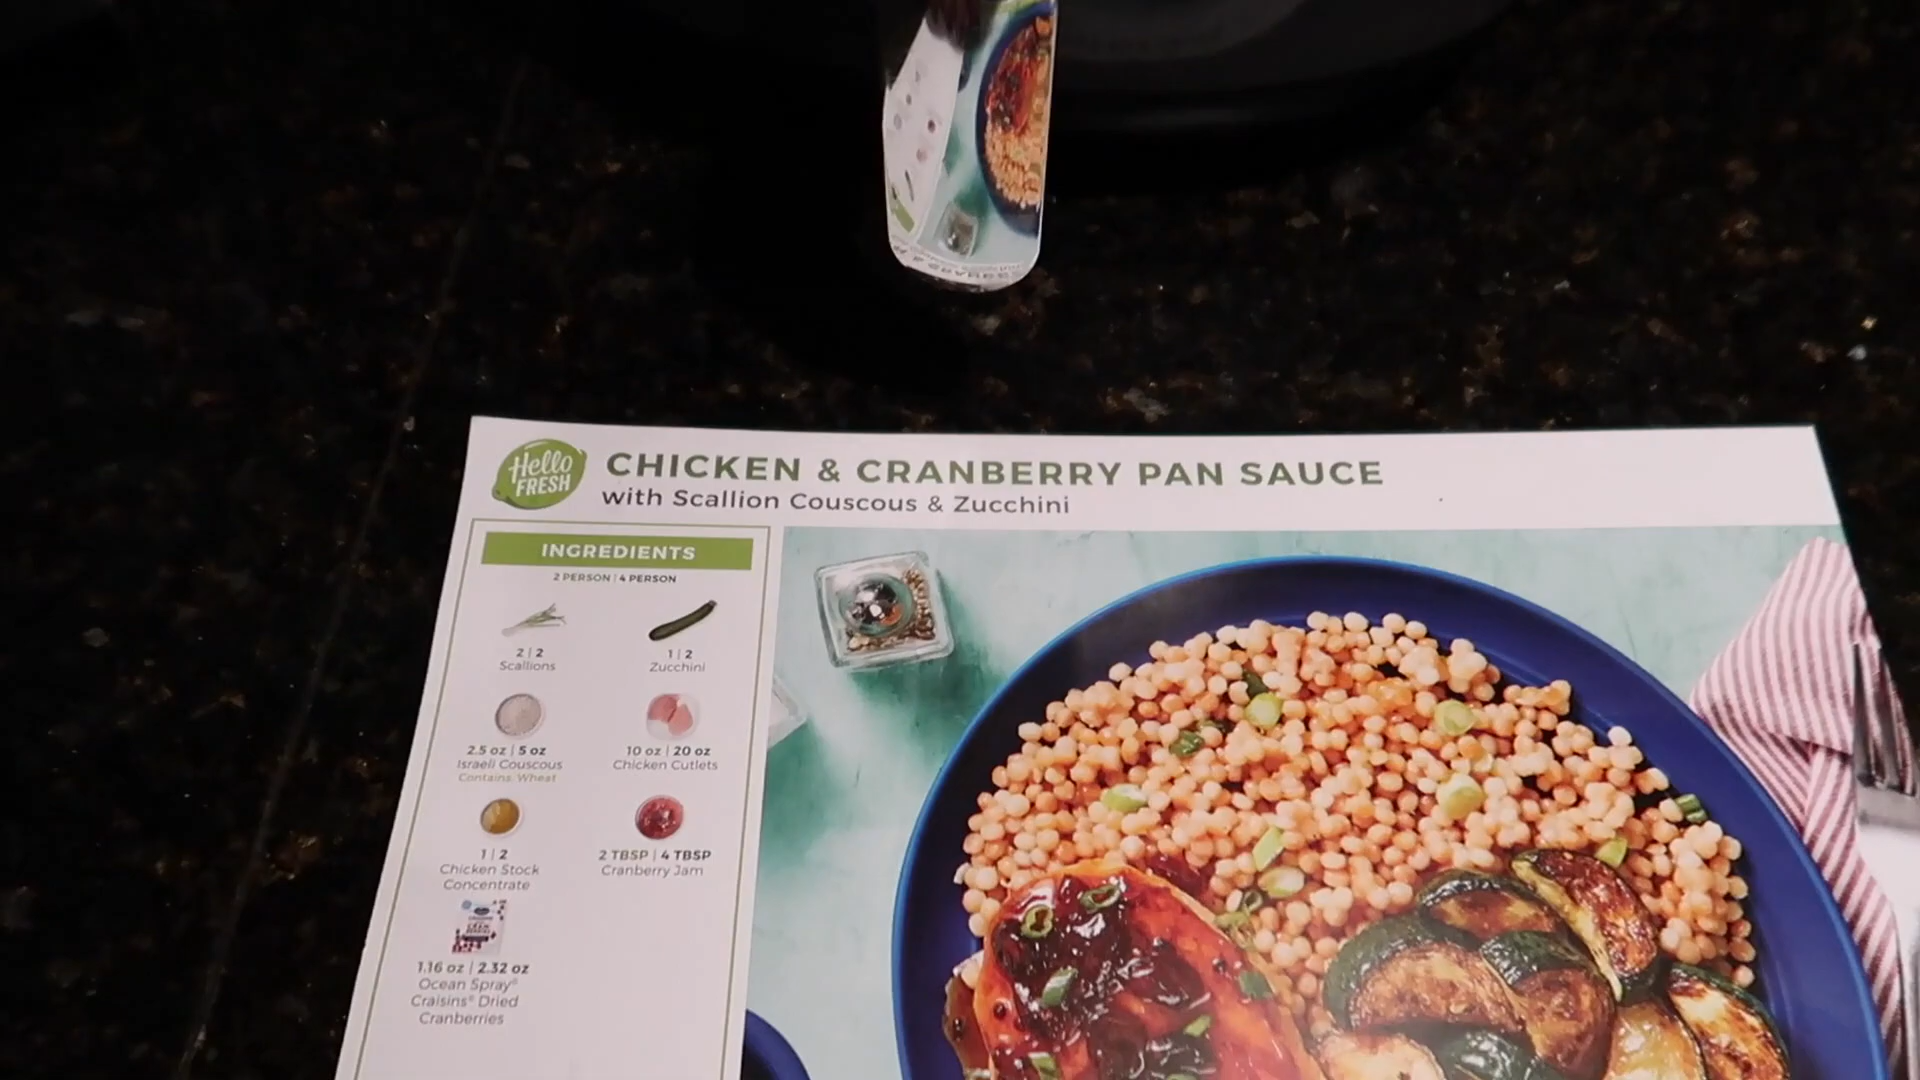 Hello
FRESH
CHICKEN & CRANBERRY PAN SAUCE
with Scallion Couscous & Zucchini
INGREDIENTS
2 PERSON | 4 PERSON
2 | 2
Scallions
1 | 2
Zucchini
2.5 oz | 5 oz
Israeli Couscous
Contains: Wheat
10 oz | 20 oz
Chicken Cutlets
1 | 2
Chicken Stock
Concentrate
2 TBSP | 4 TBSP
Cranberry Jam
1.16 oz | 2.32 oz
Ocean Spray®
Craisins® Dried
Cranberries